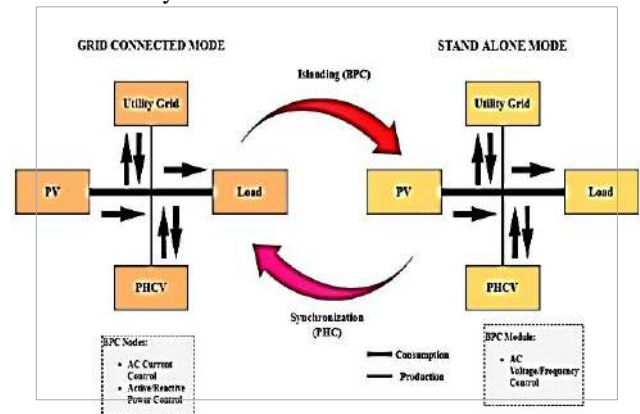 GRID CONNECTED MODE
STAND ALONE MODE
Islanding (BPC)
Utility Grid
PV
Load
PHCV
Utility Grid
PV
Load
PHCV
Synchronization
(PHC)
BPC Nodes:
• AC Current
Control
• Active/Reactive
Power Control
Consumption
Production
BPC Module:
• AC
Voltage/Frequency
Control